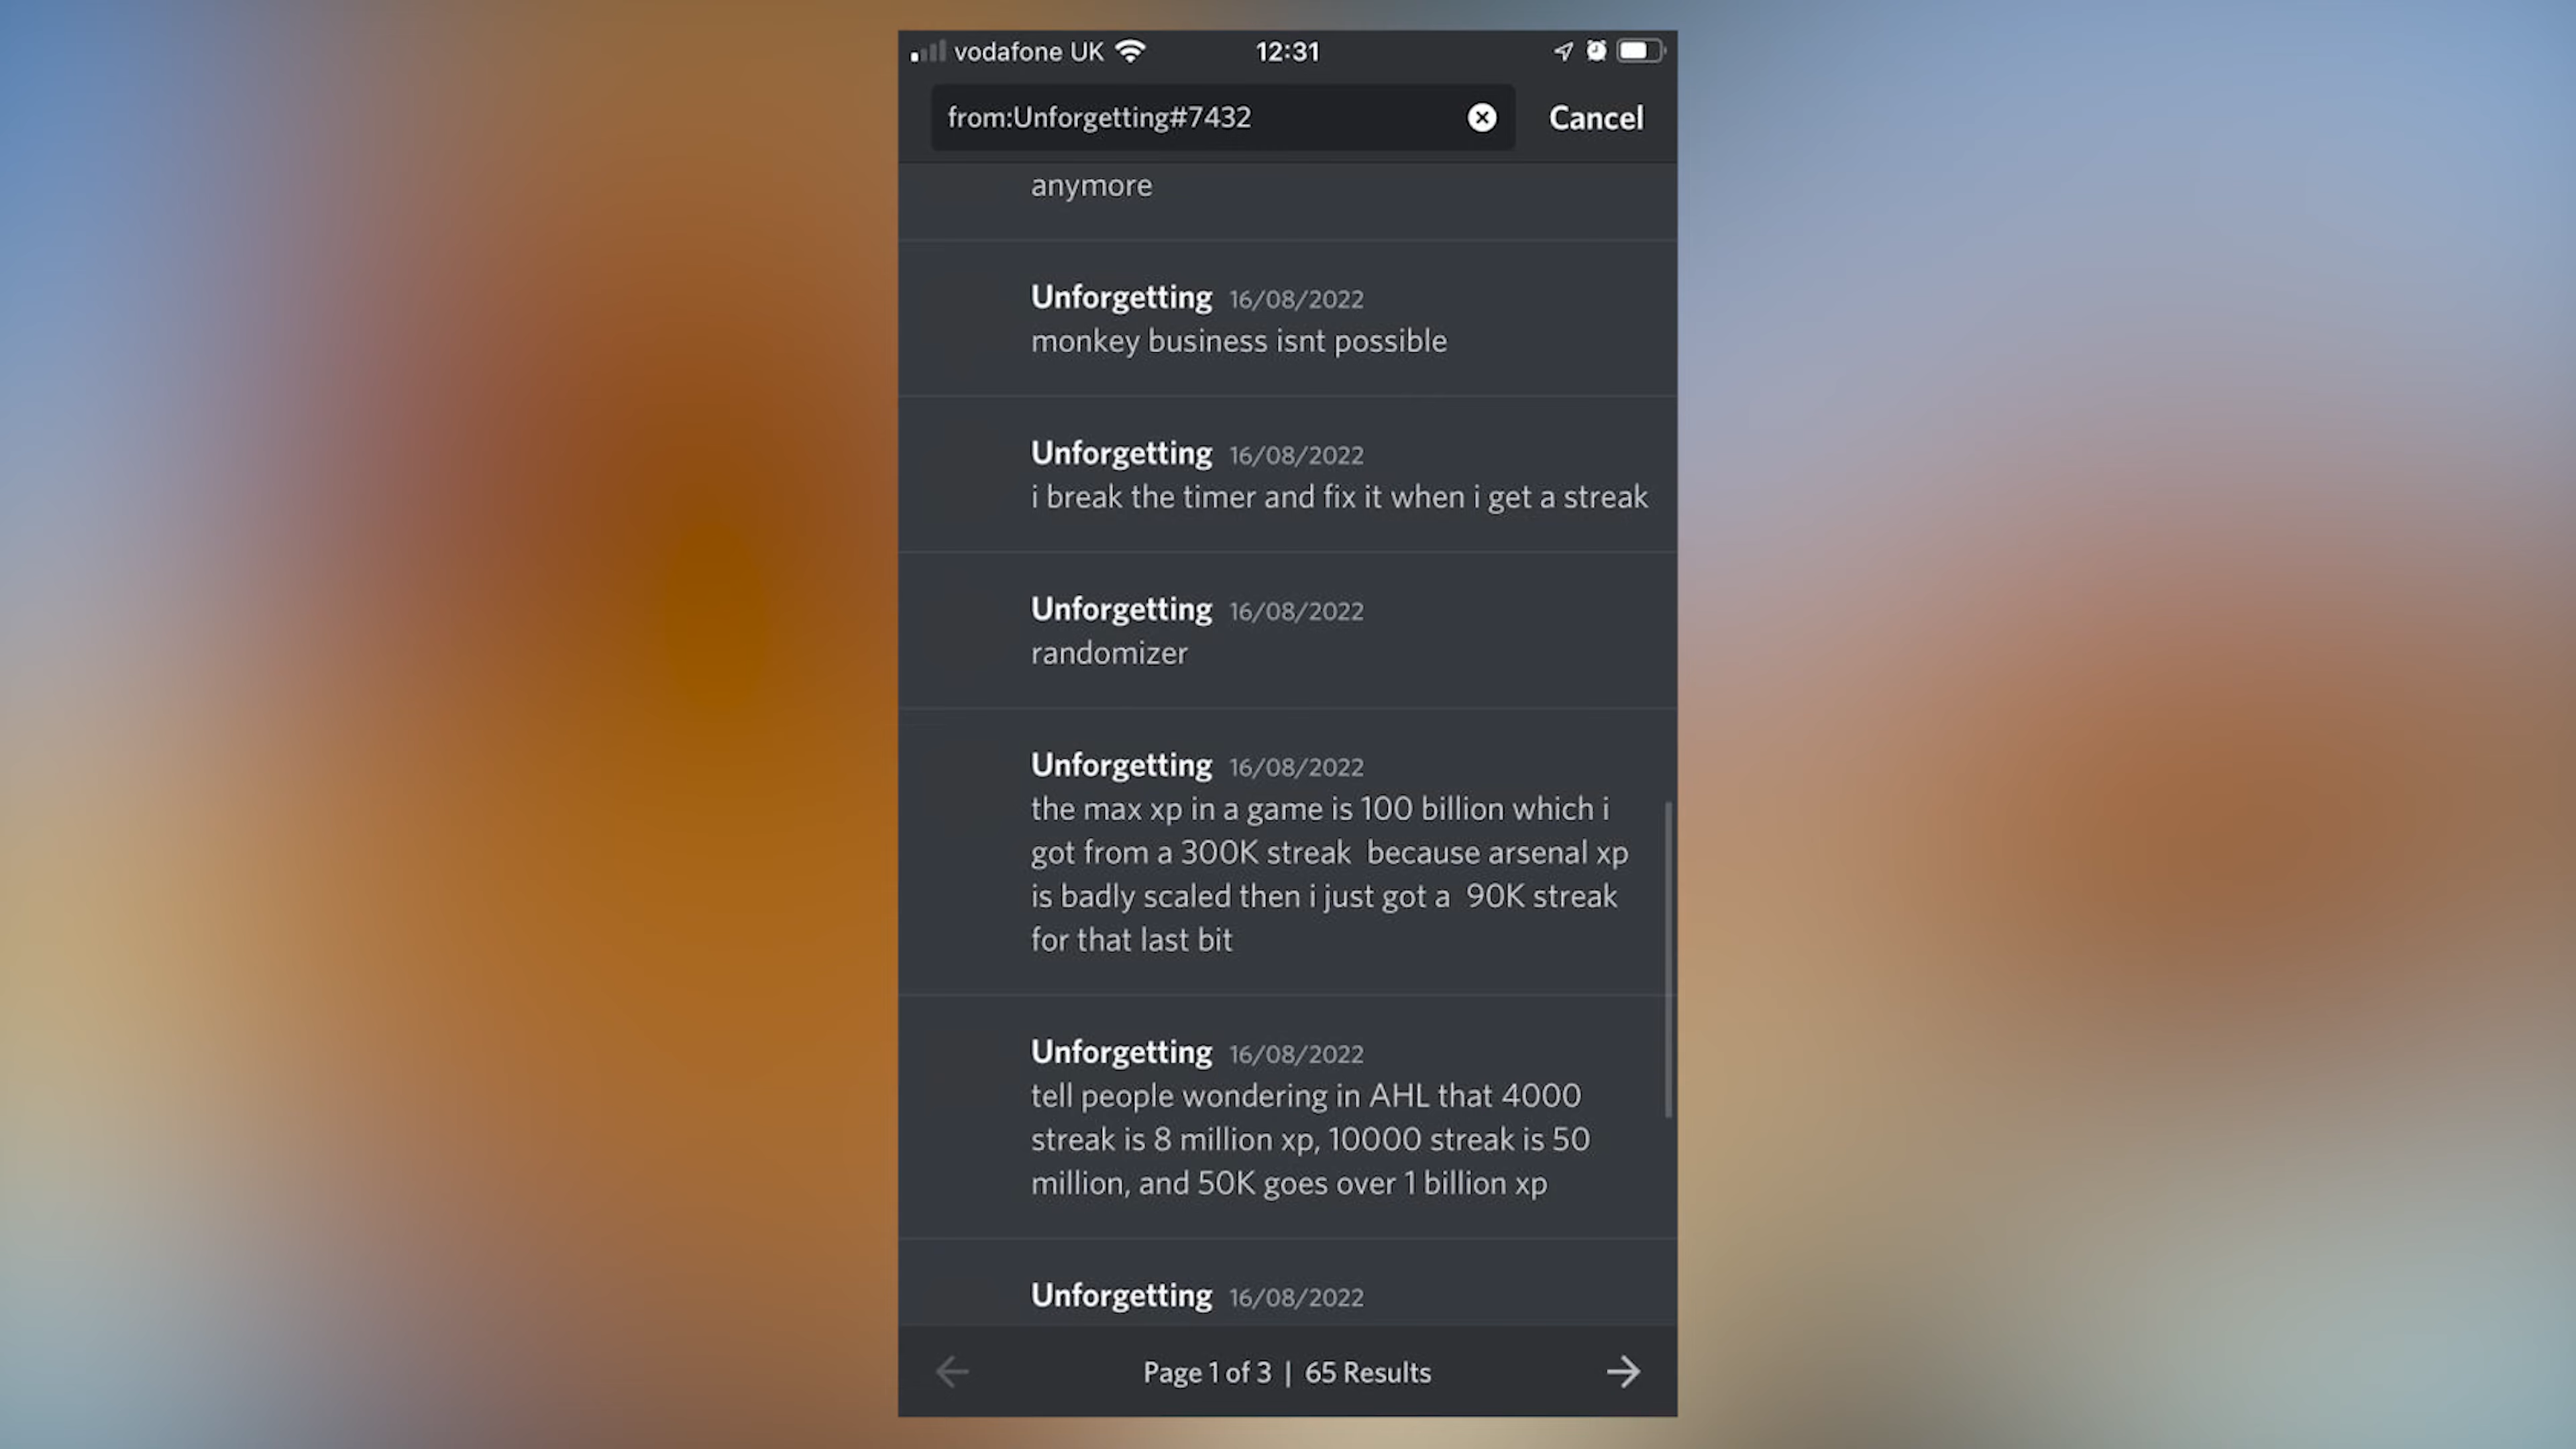 vodafone UK 12:31
from:Unforgetting#7432 Cancel
anymore
Unforgetting 16/08/2022
monkey business isnt possible
Unforgetting 16/08/2022
i break the timer and fix it when i get a streak
Unforgetting 16/08/2022
randomizer
Unforgetting 16/08/2022
the max xp in a game is 100 billion which i
got from a 300K streak  because arsenal xp
is badly scaled then i just got a  90K streak
for that last bit
Unforgetting 16/08/2022
tell people wondering in AHL that 4000
streak is 8 million xp, 10000 streak is 50
million, and 50K goes over 1 billion xp
Unforgetting 16/08/2022
Page 1 of 3 | 65 Results